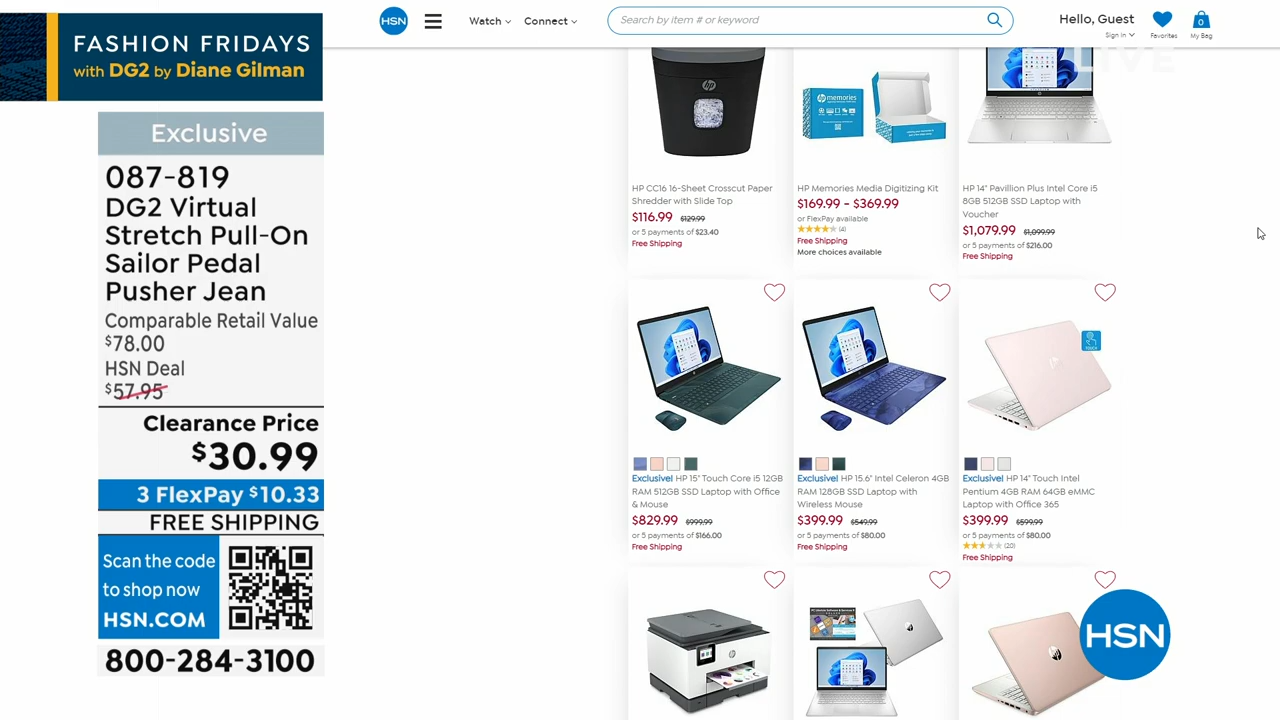 FASHION FRIDAYS
with DG2 by Diane Gilman
Exclusive
087-819
DG2 Virtual
Stretch Pull-On
Sailor Pedal
Pusher Jean
Comparable Retail Value
$78.00
HSN Deal
$57.95
Clearance Price
$30.99
3 FlexPay $10.33
FREE SHIPPING
Scan the code
to shop now
HSN.COM
800-284-3100
HSN
Watch
Connect
Search by item # or keyword
Hello, Guest
Sign In
Favorites
0
My Bag
LIVE
hp memories
HP CC16 16-Sheet Crosscut Paper
Shredder with Slide Top
$116.99 $129.99
or 5 payments of $23.40
Free Shipping
HP Memories Media Digitizing Kit
$169.99 - $369.99
or FlexPay available
(4)
Free Shipping
More choices available
HP 14" Pavillion Plus Intel Core i5
8GB 512GB SSD Laptop with
Voucher
$1,079.99 $1,099.99
or 5 payments of $216.00
Free Shipping
TOUCH
Exclusive! HP 15" Touch Core i5 12GB
RAM 512GB SSD Laptop with Office
& Mouse
$829.99 $999.99
or 5 payments of $166.00
Free Shipping
Exclusive! HP 15.6" Intel Celeron 4GB
RAM 128GB SSD Laptop with
Wireless Mouse
$399.99 $549.99
or 5 payments of $80.00
Free Shipping
Exclusive! HP 14" Touch Intel
Pentium 4GB RAM 64GB eMMC
Laptop with Office 365
$399.99 $599.99
or 5 payments of $80.00
(20)
Free Shipping
HSN